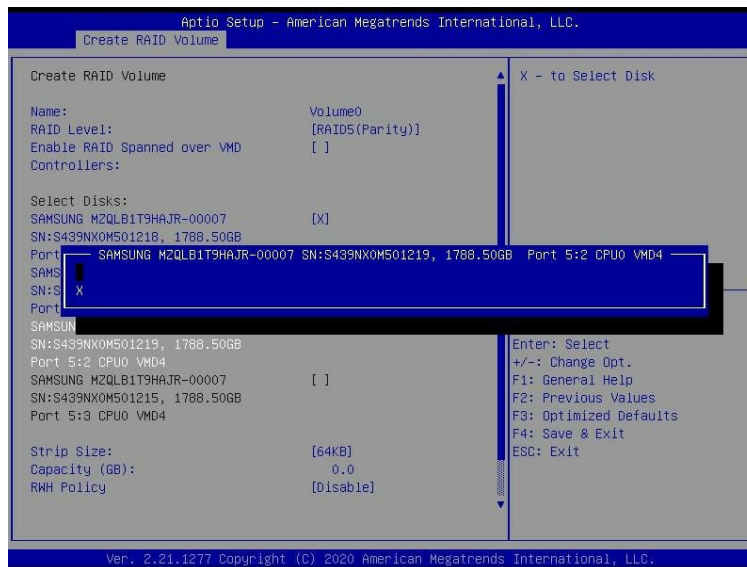 Aptio Setup - American Megatrends International, LLC.
Create RAID Volume
Create RAID Volume
Name: Volume0
RAID Level: [RAID5(Parity)]
Enable RAID Spanned over VMD [ ]
Controllers:
Select Disks:
SAMSUNG MZQLB1T9HAJR-00007 [X]
SN:S439NX0M501218, 1788.50GB
Port
SAMSUNG MZQLB1T9HAJR-00007 SN:S439NX0M501219, 1788.50GB Port 5:2 CPU0 VMD4
SAMS
SN:S X
Port
SAMSUN
SN:S439NX0M501219, 1788.50GB
Port 5:2 CPU0 VMD4
SAMSUNG MZQLB1T9HAJR-00007 [ ]
SN:S439NX0M501215, 1788.50GB
Port 5:3 CPU0 VMD4
Strip Size: [64KB]
Capacity (GB): 0.0
RWH Policy [Disable]
X - to Select Disk
Enter: Select
+/-: Change Opt.
F1: General Help
F2: Previous Values
F3: Optimized Defaults
F4: Save & Exit
ESC: Exit
Ver. 2.21.1277 Copyright (C) 2020 American Megatrends International, LLC.